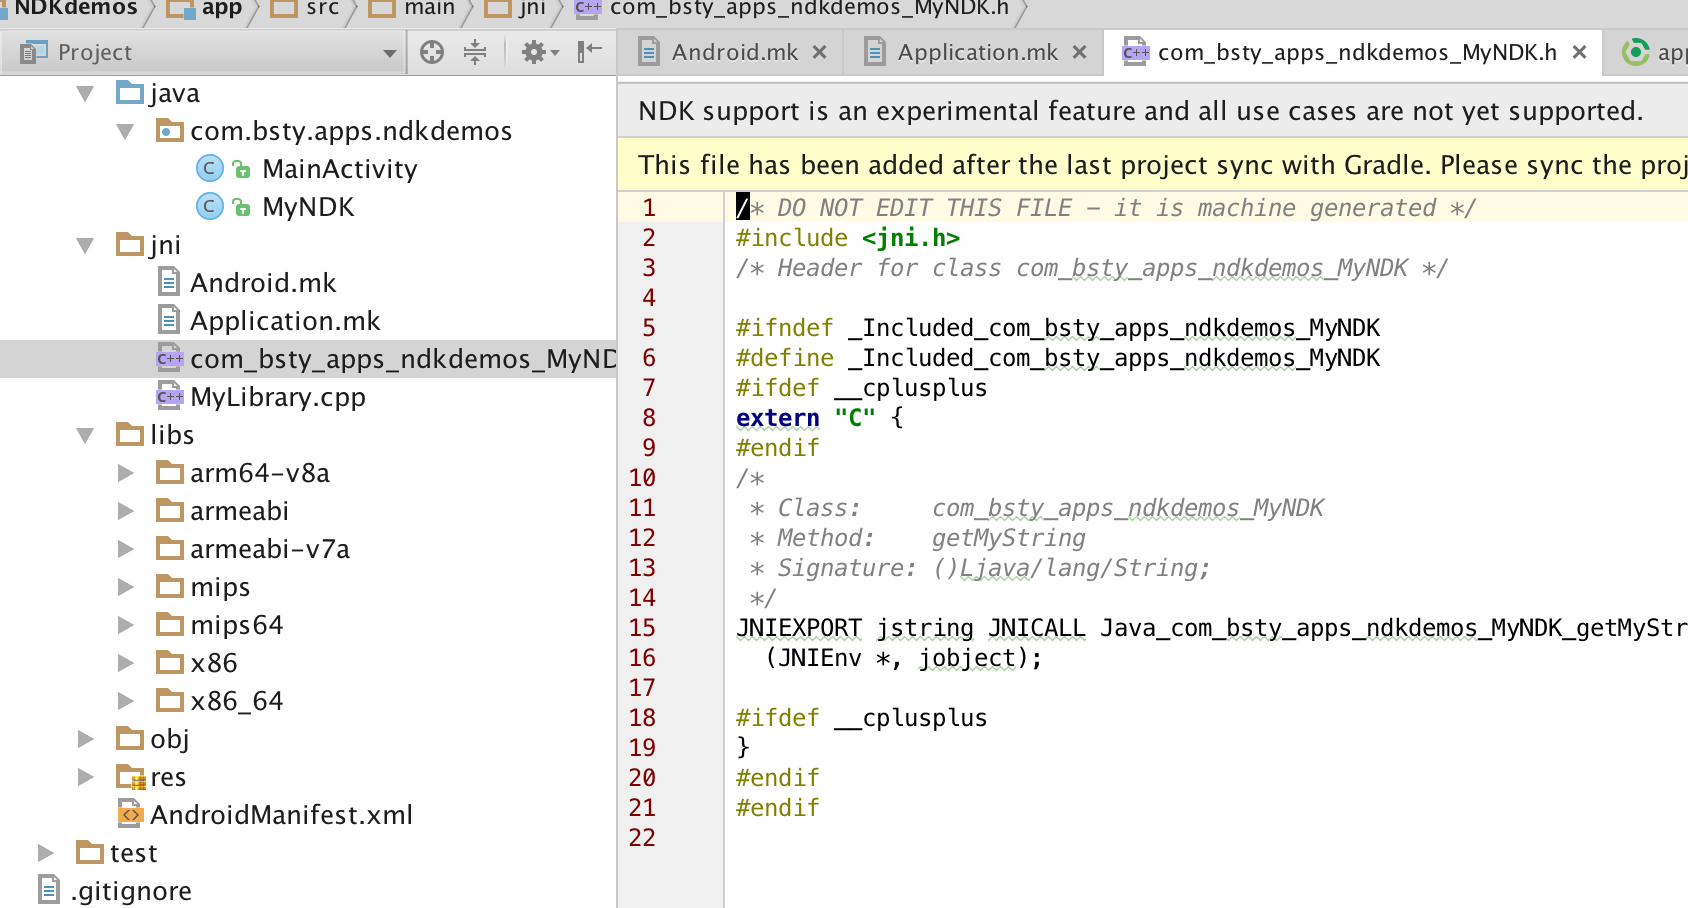 NDKdemos app src main jni com_bsty_apps_ndkdemos_MyNDK.h
Project
Android.mk Application.mk com_bsty_apps_ndkdemos_MyNDK.h app
java
com.bsty.apps.ndkdemos
MainActivity
MyNDK
jni
Android.mk
Application.mk
com_bsty_apps_ndkdemos_MyND
MyLibrary.cpp
libs
arm64-v8a
armeabi
armeabi-v7a
mips
mips64
x86
x86_64
obj
res
AndroidManifest.xml
test
.gitignore
NDK support is an experimental feature and all use cases are not yet supported.
This file has been added after the last project sync with Gradle. Please sync the proj
1 /* DO NOT EDIT THIS FILE - it is machine generated */
2 #include <jni.h>
3 /* Header for class com_bsty_apps_ndkdemos_MyNDK */
4
5 #ifndef _Included_com_bsty_apps_ndkdemos_MyNDK
6 #define _Included_com_bsty_apps_ndkdemos_MyNDK
7 #ifdef __cplusplus
8 extern "C" {
9 #endif
10 /*
11 * Class: com_bsty_apps_ndkdemos_MyNDK
12 * Method: getMyString
13 * Signature: ()Ljava/lang/String;
14 */
15 JNIEXPORT jstring JNICALL Java_com_bsty_apps_ndkdemos_MyNDK_getMyStr
16 (JNIEnv *, jobject);
17
18 #ifdef __cplusplus
19 }
20 #endif
21 #endif
22